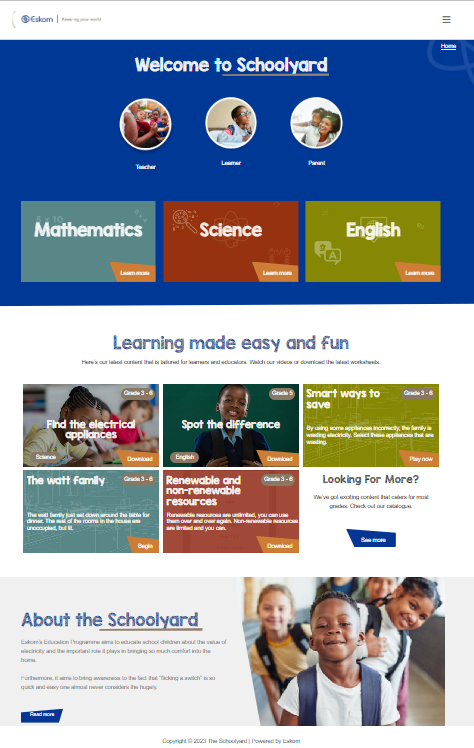 Eskom | Powering your world
Home
Welcome to Schoolyard
Teacher
Learner
Parent
5 x 10
Mathematics
Learn more
Science
Learn more
English
Learn more
Learning made easy and fun
Here's our latest content that is tailored for learners and educators. Watch our videos or download the latest worksheets.
Grade 3 - 6
Find the electrical
appliances
Science
Download
Grade 5
Spot the difference
English
Download
Smart ways to
save
Grade 3 - 6
By using some appliances incorrectly, the family is
wasting electricity. Select these appliances that are
wasting.
Play now
The watt family
Grade 3 - 6
The watt family just sat down around the table for
dinner. The rest of the rooms in the house are
unoccupied, but lit.
Begin
Renewable and
non-renewable
resources
Grade 3 - 6
Renewable resources are unlimited, you can use
them over and over again. Non-renewable resources
are limited and you can.
Download
Looking For More?
We've got exciting content that caters for most
grades. Check out our catalogue.
See more
About the Schoolyard
Eskom's Education Programme aims to educate school children about the value of
electricity and the important role it plays in bringing so much comfort into the
home.
Furthermore, it aims to bring awareness to the fact that "flicking a switch" is so
quick and easy one almost never considers the hugely.
Read more
Copyright © 2023 The Schoolyard | Powered by Eskom